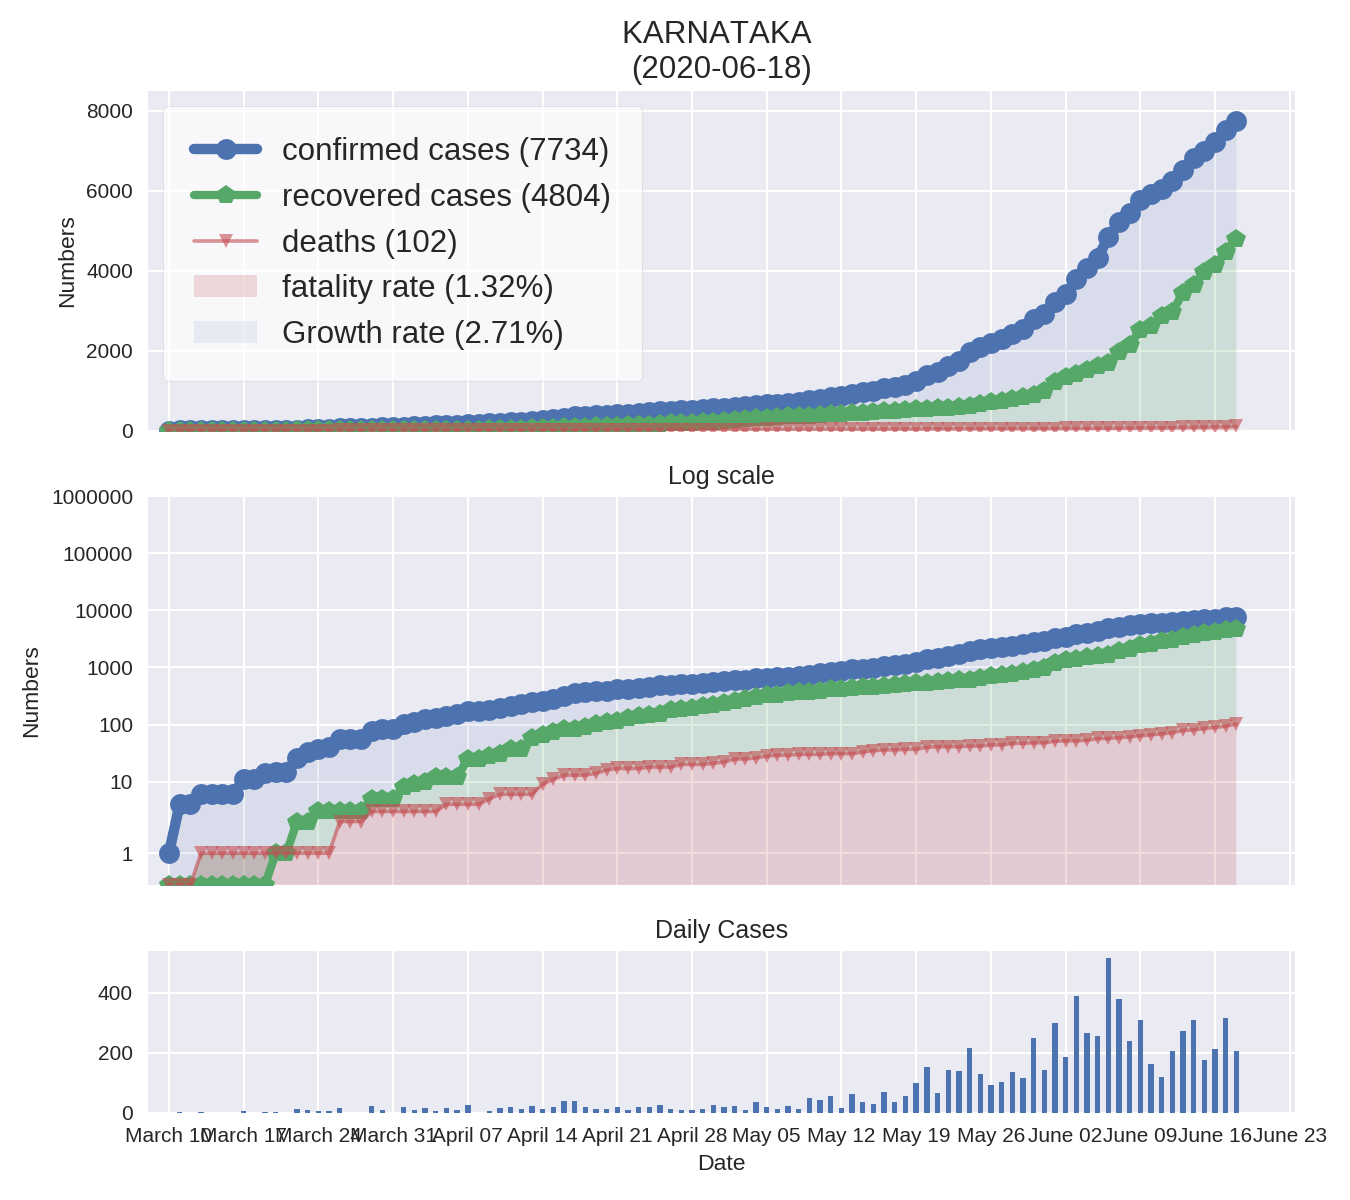 KARNATAKA
(2020-06-18)
8000
6000
4000
2000
0
Numbers
confirmed cases (7734)
recovered cases (4804)
deaths (102)
fatality rate (1.32%)
Growth rate (2.71%)
Log scale
1000000
100000
10000
1000
100
10
1
Numbers
Daily Cases
400
200
0
March 10 March 17 March 24 March 31 April 07 April 14 April 21 April 28 May 05 May 12 May 19 May 26 June 02 June 09 June 16 June 23
Date